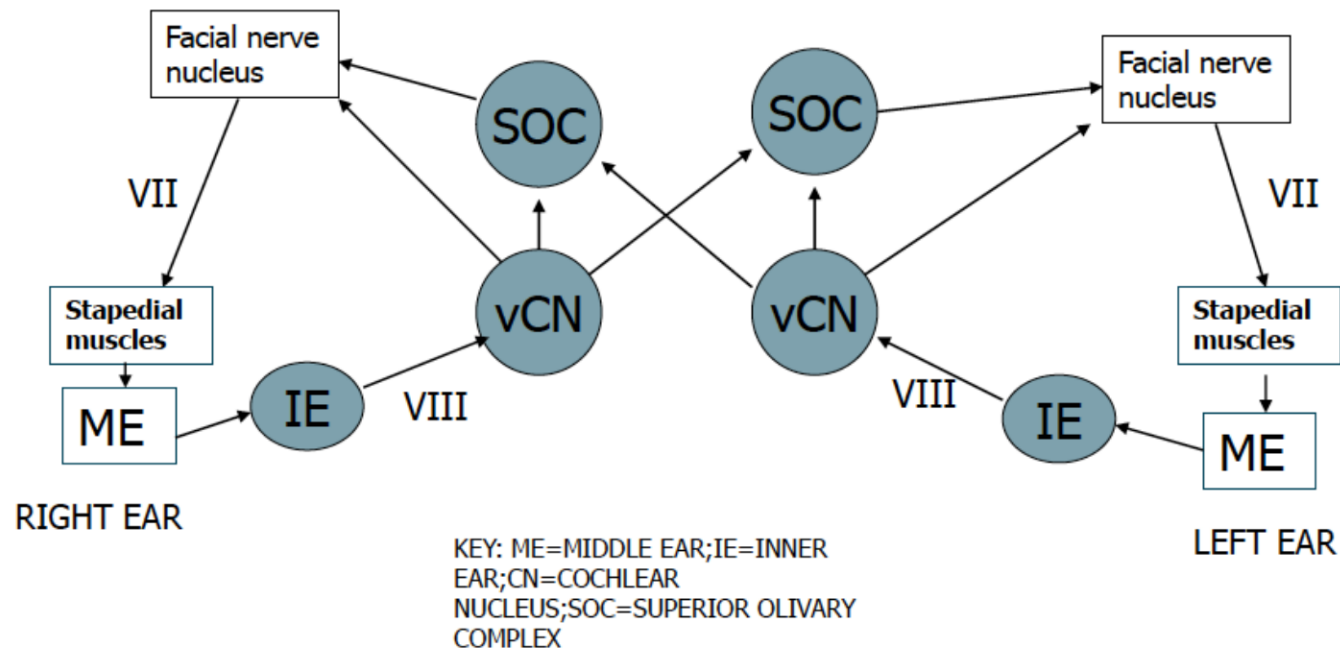 Facial nerve
nucleus
SOC
SOC
Facial nerve
nucleus
VII
VII
Stapedial
muscles
vCN
vCN
Stapedial
muscles
ME
IE
VIII
VIII
IE
ME
RIGHT EAR
LEFT EAR
KEY: ME=MIDDLE EAR;IE=INNER
EAR;CN=COCHLEAR
NUCLEUS;SOC=SUPERIOR OLIVARY
COMPLEX